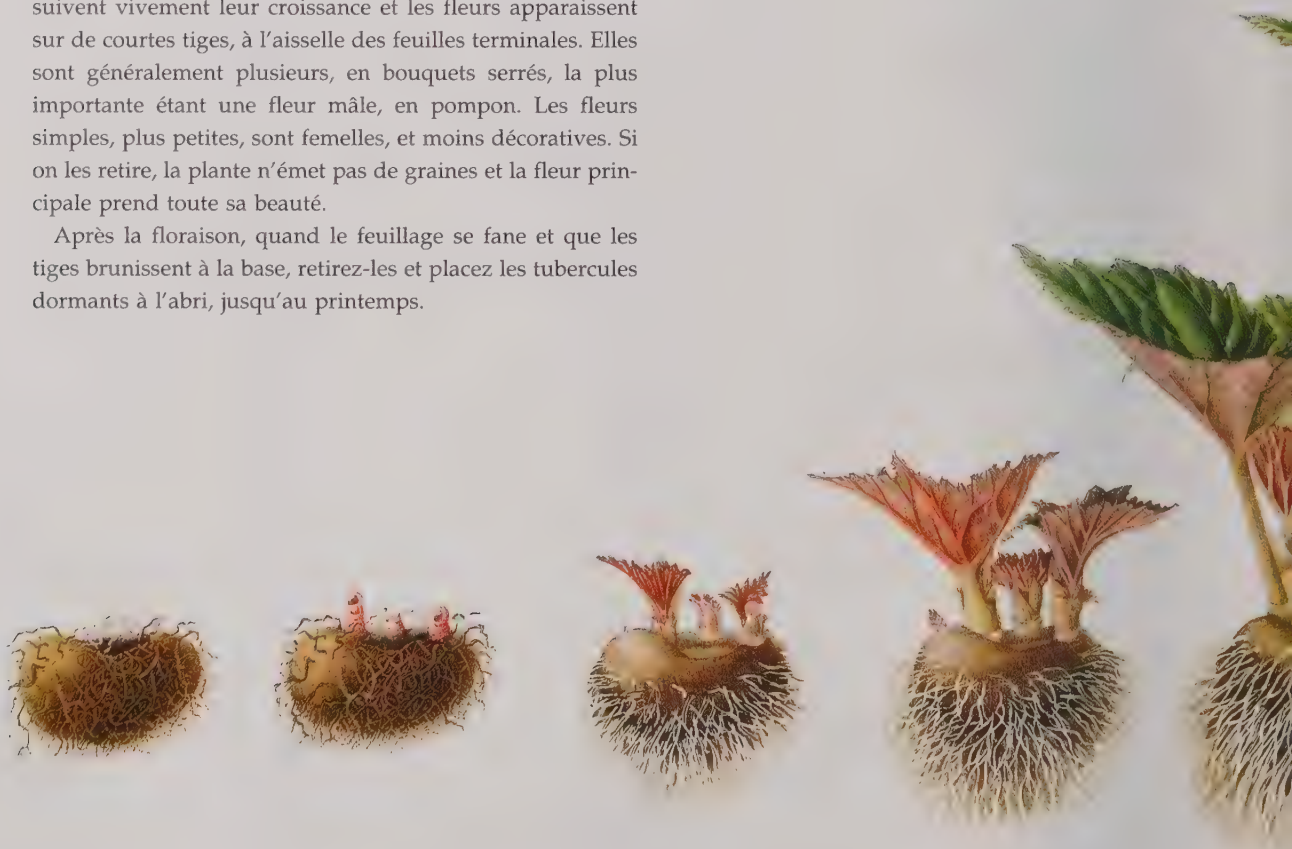 suivent vivement leur croissance et les fleurs apparaissent
sur de courtes tiges, à l'aisselle des feuilles terminales. Elles
sont généralement plusieurs, en bouquets serrés, la plus
importante étant une fleur mâle, en pompon. Les fleurs
simples, plus petites, sont femelles, et moins décoratives. Si
on les retire, la plante n'émet pas de graines et la fleur prin-
cipale prend toute sa beauté.
Après la floraison, quand le feuillage se fane et que les
tiges brunissent à la base, retirez-les et placez les tubercules
dormants à l'abri, jusqu'au printemps.